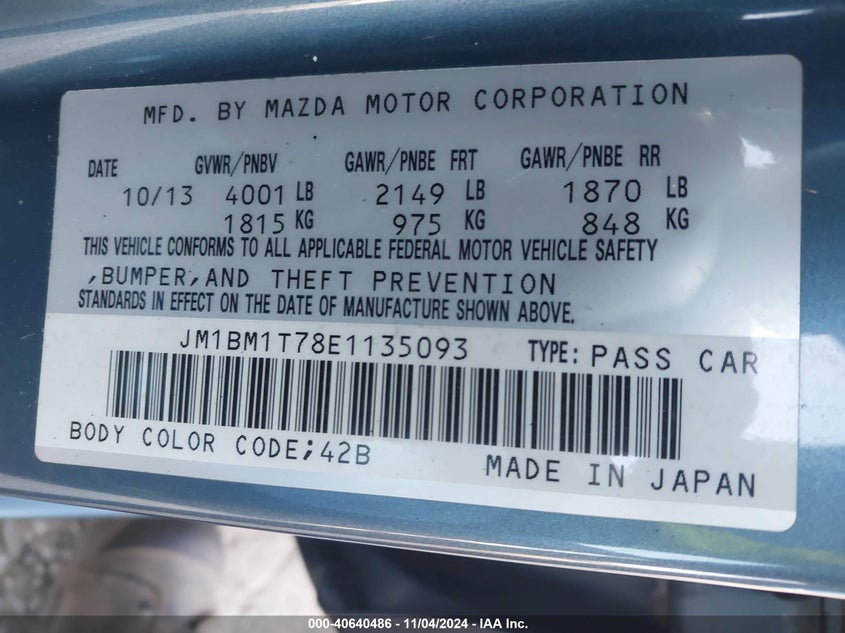 MFD. BY MAZDA MOTOR CORPORATION
DATE GVWR/PNBV GAWR/PNBE FRT GAWR/PNBE RR
10/13 4001 LB 2149 LB 1870 LB
1815 KG 975 KG 848 KG
THIS VEHICLE CONFORMS TO ALL APPLICABLE FEDERAL MOTOR VEHICLE SAFETY
,BUMPER,AND THEFT PREVENTION
STANDARDS IN EFFECT ON THE DATE OF MANUFACTURE SHOWN ABOVE.
JM1BM1T78E1135093 TYPE: PASS CAR
BODY COLOR CODE;42B MADE IN JAPAN
000-40640486 - 11/04/2024 - IAA Inc.